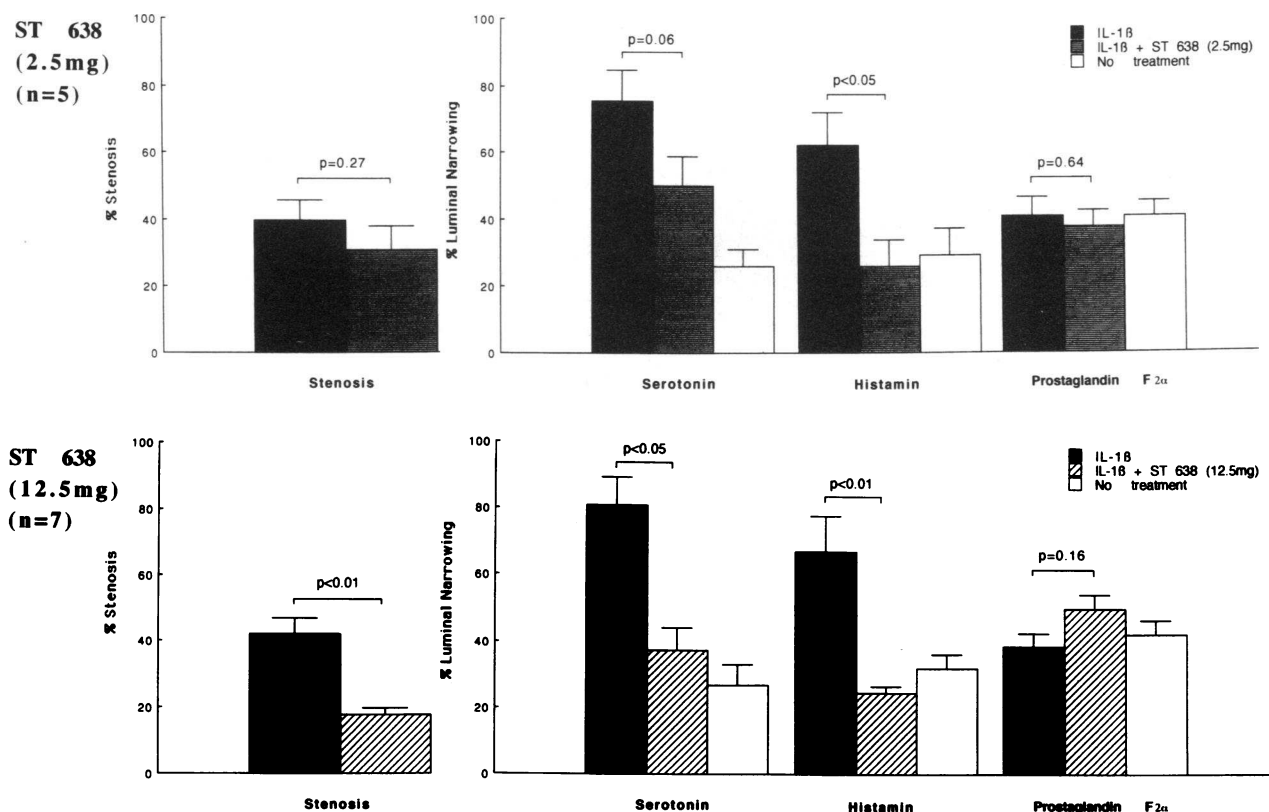 ST 638
(2.5mg)
(n=5)
% Stenosis
100
80
60
40
20
0
p=0.27
Stenosis
% Luminal Narrowing
100
80
60
40
20
0
p=0.06
p<0.05
p=0.64
IL-1ß
IL-1ß + ST 638 (2.5mg)
No treatment
Serotonin
Histamin
Prostaglandin F2α
ST 638
(12.5mg)
(n=7)
% Stenosis
100
80
60
40
20
0
p<0.01
Stenosis
% Luminal Narrowing
100
80
60
40
20
0
p<0.05
p<0.01
p=0.16
IL-1ß
IL-1ß + ST 638 (12.5mg)
No treatment
Serotonin
Histamin
Prostaglandin F2α